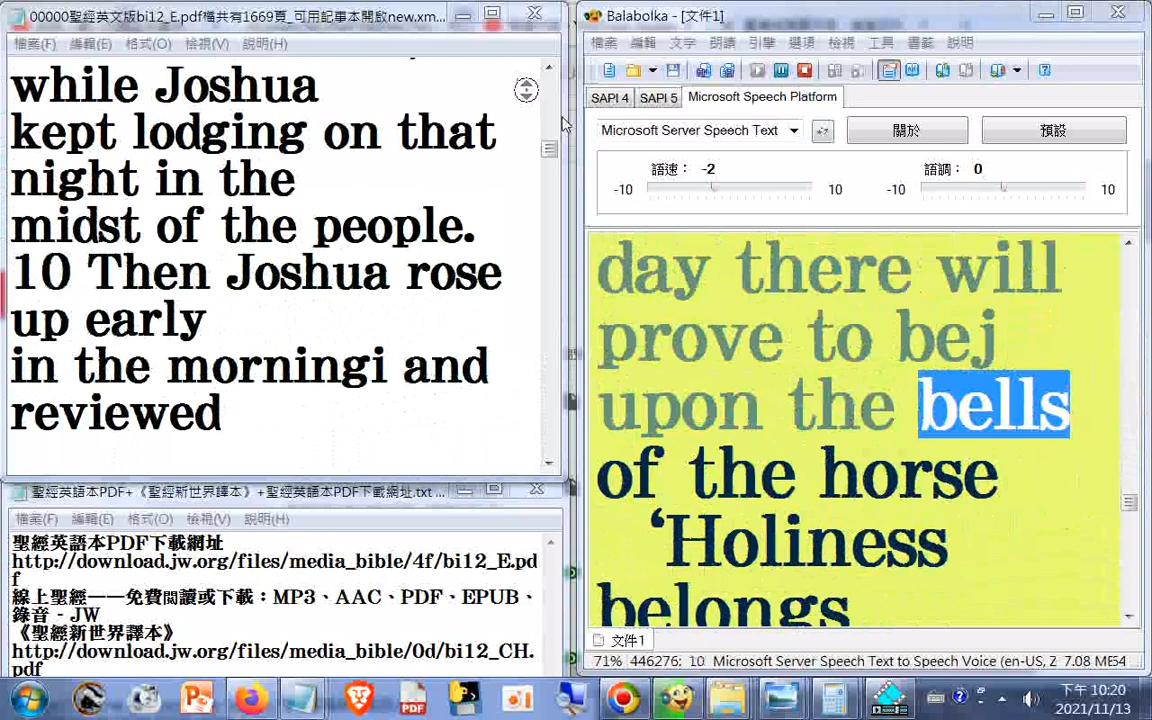 00000聖經英文版bi12_E.pdf檔共有1669頁_可用記事本開啟new.xm...
檔案(F) 編輯(E) 格式(O) 檢視(V) 說明(H)
while Joshua
kept lodging on that
night in the
midst of the people.
10 Then Joshua rose
up early
in the morningi and
reviewed
聖經英語本PDF+《聖經新世界譯本》+聖經英語本PDF下載網址.txt ...
檔案(F) 編輯(E) 格式(O) 檢視(V) 說明(H)
聖經英語本PDF下載網址
http://download.jw.org/files/media_bible/4f/bi12_E.pd
f
線上聖經——免費閱讀或下載：MP3、AAC、PDF、EPUB、
錄音 - JW
《聖經新世界譯本》
http://download.jw.org/files/media_bible/0d/bi12_CH.
pdf
Balabolka - [文件1]
檔案 編輯 文字 朗讀 引擎 選項 檢視 工具 書籤 說明
SAPI 4 SAPI 5 Microsoft Speech Platform
Microsoft Server Speech Text 關於 預設
語速： -2 語調： 0
-10 10 -10 10
day there will
prove to bej
upon the bells
of the horse
‘Holiness
belongs
文件1
71% 446276: 10 Microsoft Server Speech Text to Speech Voice (en-US, Z 7.08 ME54
PDF
下午 10:20
2021/11/13